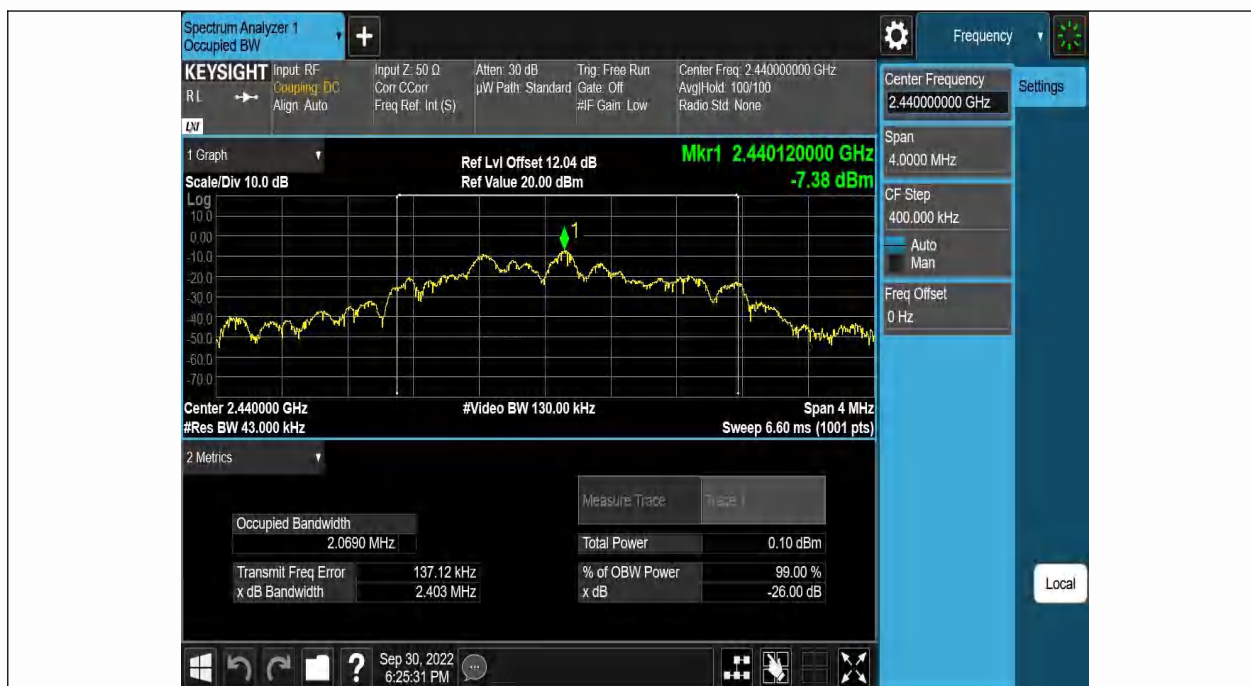 Spectrum Analyzer 1
Occupied BW
Frequency
KEYSIGHT
RL
LXI
Input: RF
Coupling: DC
Align: Auto
Input Z: 50 Ω
Corr CCorr
Freq Ref: Int (S)
Atten: 30 dB
µW Path: Standard
Trig: Free Run
Gate: Off
#IF Gain: Low
Center Freq: 2.440000000 GHz
Avg|Hold: 100/100
Radio Std: None
Center Frequency
2.440000000 GHz
Settings
Span
4.0000 MHz
CF Step
400.000 kHz
Auto
Man
Freq Offset
0 Hz
Local
1 Graph
Scale/Div 10.0 dB
Ref Lvl Offset 12.04 dB
Ref Value 20.00 dBm
Mkr1 2.440120000 GHz
-7.38 dBm
Log
10.0
0.00
-10.0
-20.0
-30.0
-40.0
-50.0
-60.0
-70.0
1
Center 2.440000 GHz
#Video BW 130.00 kHz
Span 4 MHz
#Res BW 43.000 kHz
Sweep 6.60 ms (1001 pts)
2 Metrics
Measure Trace
Trace 1
Occupied Bandwidth
2.0690 MHz
Total Power
0.10 dBm
Transmit Freq Error
137.12 kHz
% of OBW Power
99.00 %
x dB Bandwidth
2.403 MHz
x dB
-26.00 dB
?
Sep 30, 2022
6:25:31 PM